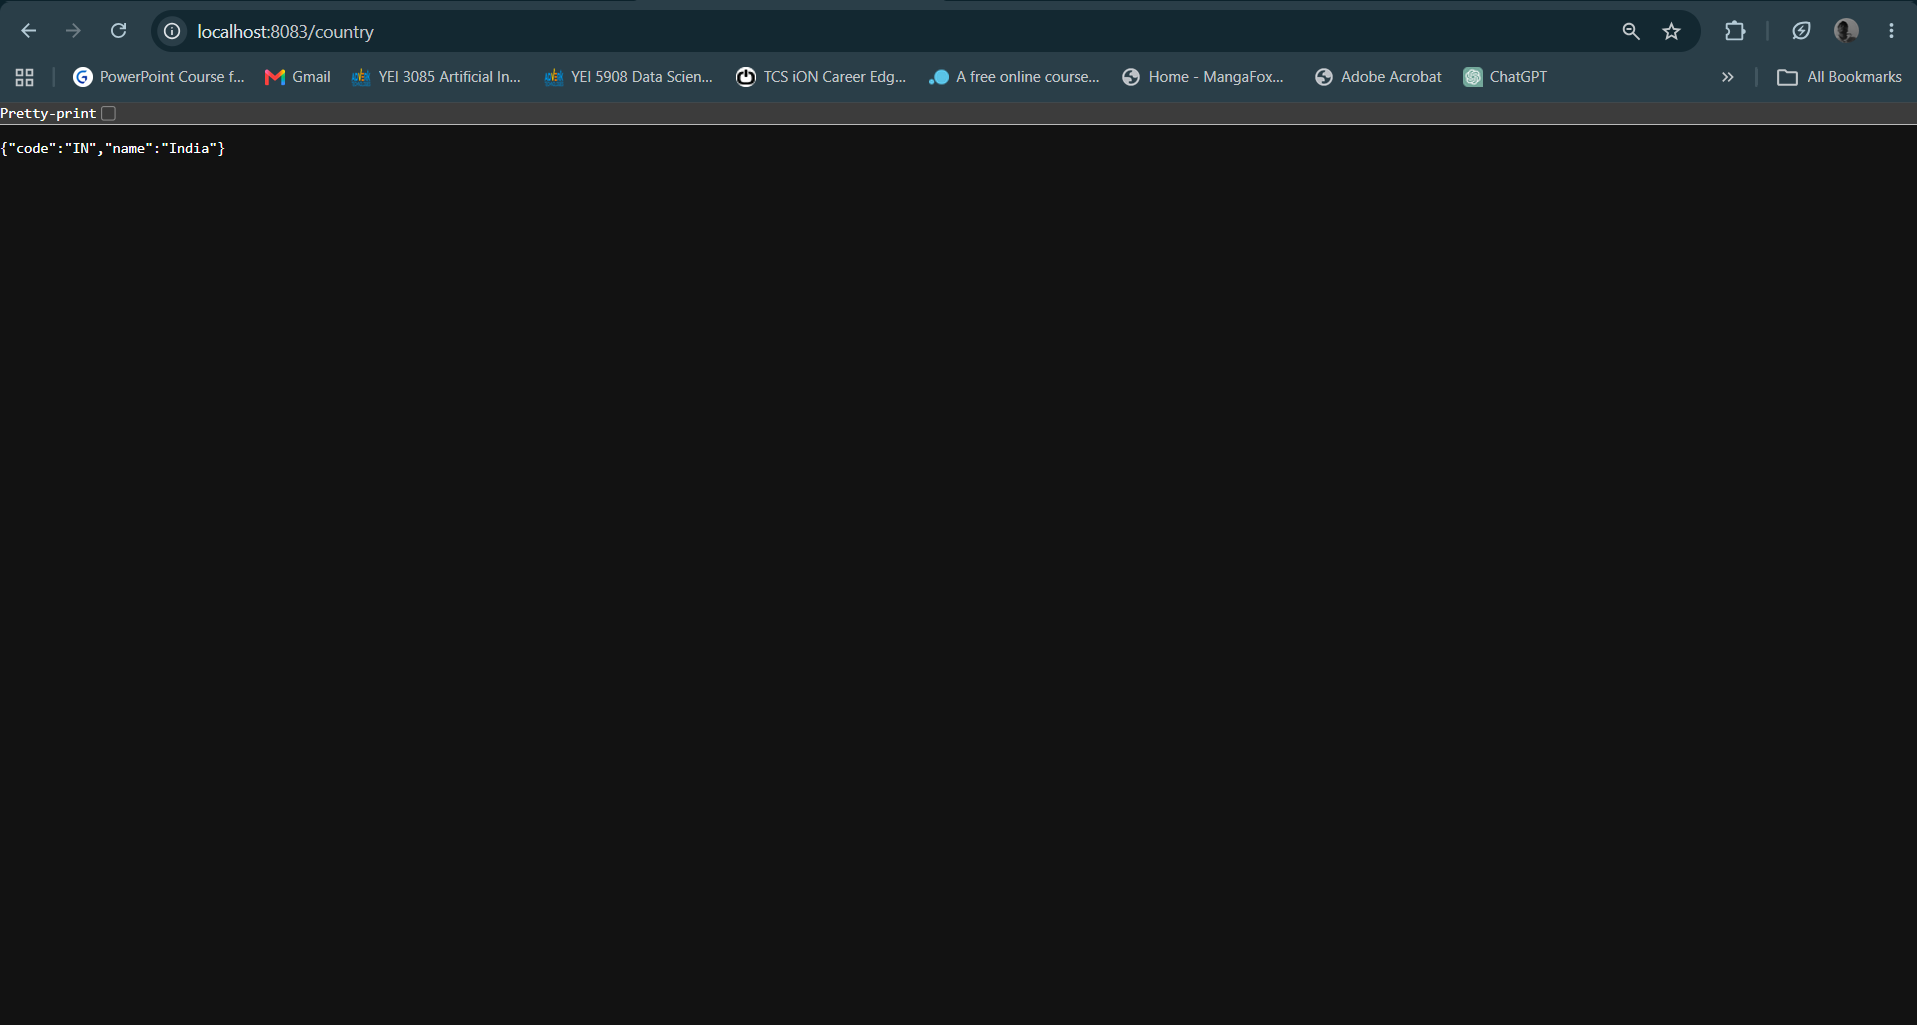 localhost:8083/country
PowerPoint Course f... Gmail YEI 3085 Artificial In... YEI 5908 Data Scien... TCS iON Career Edg... A free online course... Home - MangaFox... Adobe Acrobat ChatGPT » All Bookmarks
Pretty-print
{"code":"IN","name":"India"}